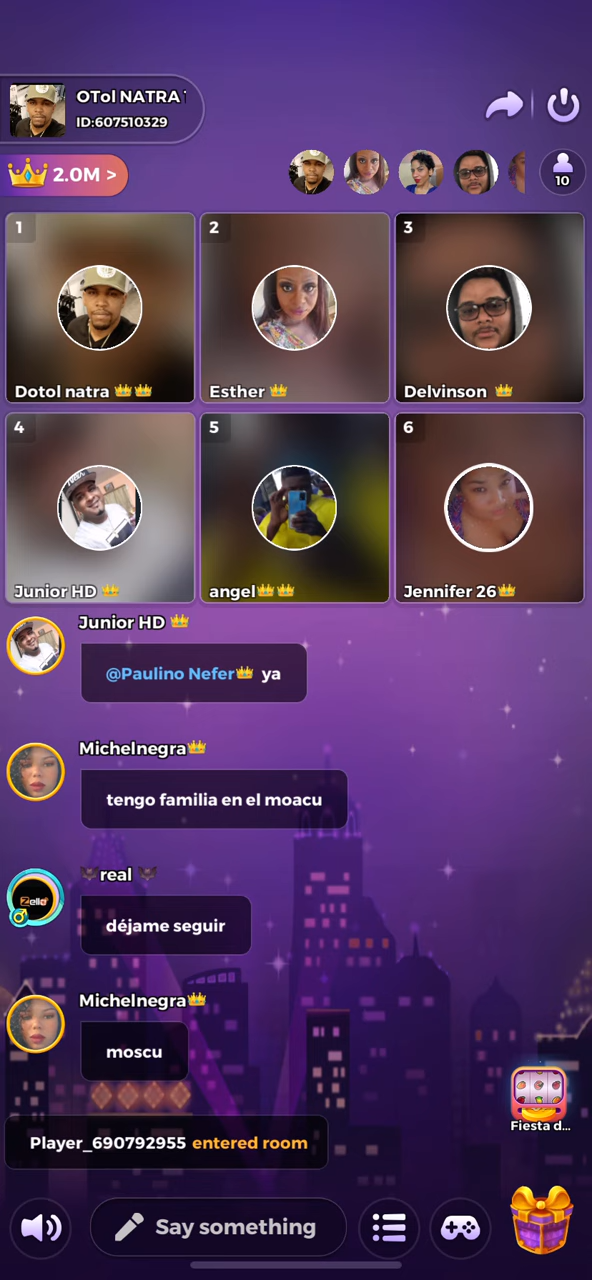 OTol NATRA
ID:607510329
2.0M >
10
1
2
3
Dotol natra 👑👑
Esther 👑
Delvinson 👑
4
5
6
Junior HD 👑
angel👑👑
Jennifer 26👑
Junior HD 👑
@Paulino Nefer👑 ya
Michelnegra👑
tengo familia en el moacu
real
Zello
déjame seguir
Michelnegra👑
moscu
Fiesta d...
Player_690792955 entered room
Say something